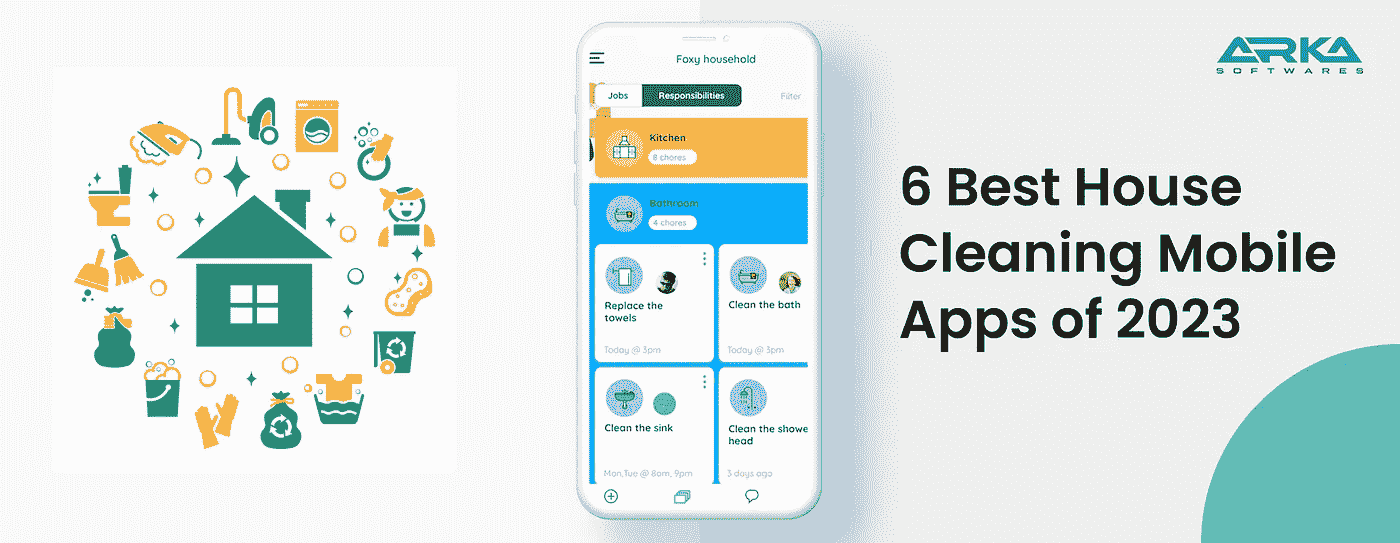 Foxy household
Jobs
Responsibilities
Filter
Kitchen
8 chores
Bathroom
4 chores
Replace the
towels
Today @ 3pm
Clean the bath
Today @ 3pm
Clean the sink
Mon,Tue @ 8am, 9pm
Clean the showe
head
3 days ago
ARKA
SOFTWARES
6 Best House
Cleaning Mobile
Apps of 2023